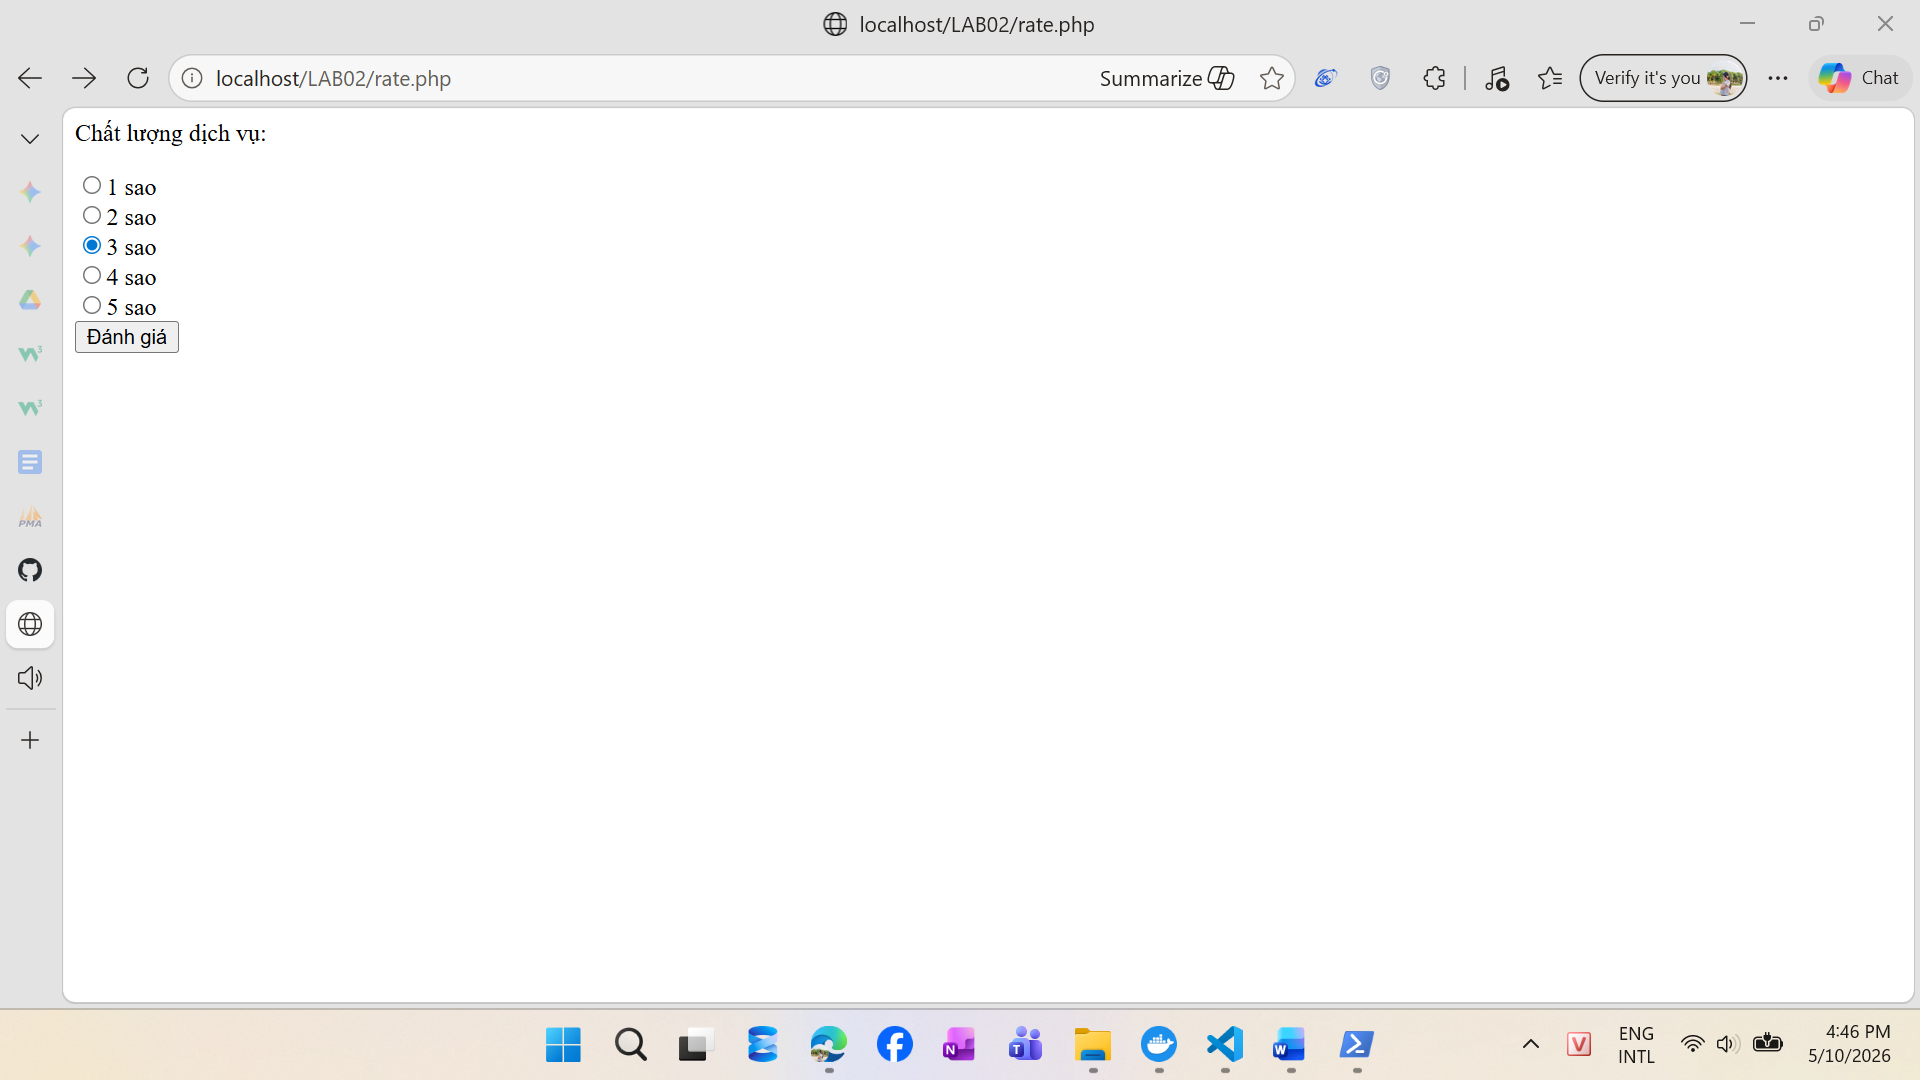 localhost/LAB02/rate.php
localhost/LAB02/rate.php
Summarize
Verify it's you
Chat
Chất lượng dịch vụ:
1 sao
2 sao
3 sao
4 sao
5 sao
Đánh giá
PMA
ENG
INTL
4:46 PM
5/10/2026